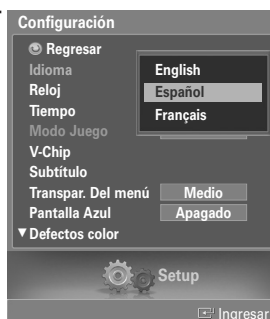 Configuración
Regresar
Idioma
English
Reloj
Español
Tiempo
Français
Modo Juego
V-Chip
Subtítulo
Transpar. Del menú Medio
Pantalla Azul Apagado
▼ Defectos color
Setup
Ingresar